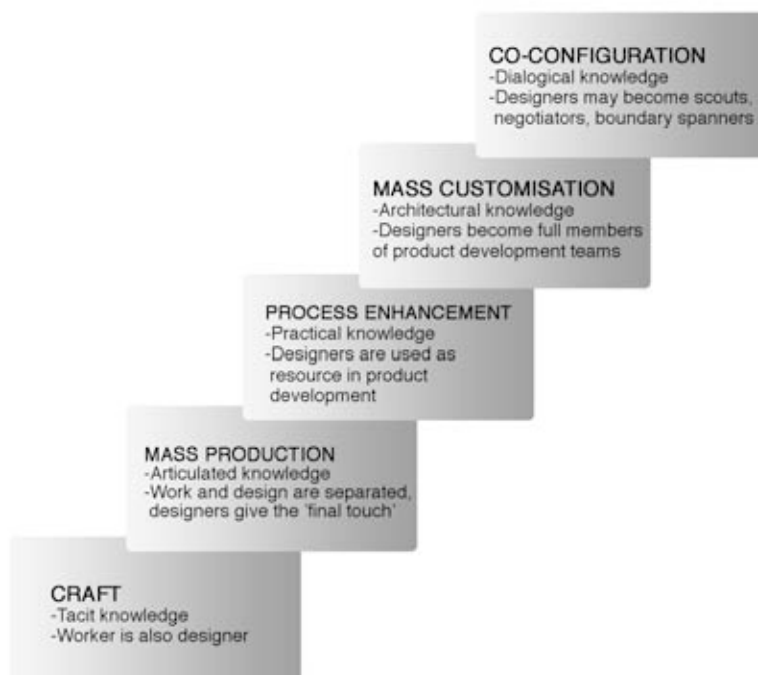 CO-CONFIGURATION
-Dialogical knowledge
-Designers may become scouts,
negotiators, boundary spanners
MASS CUSTOMISATION
-Architectural knowledge
-Designers become full members
of product development teams
PROCESS ENHANCEMENT
-Practical knowledge
-Designers are used as
resource in product
development
MASS PRODUCTION
-Articulated knowledge
-Work and design are separated,
designers give the 'final touch'
CRAFT
-Tacit knowledge
-Worker is also designer